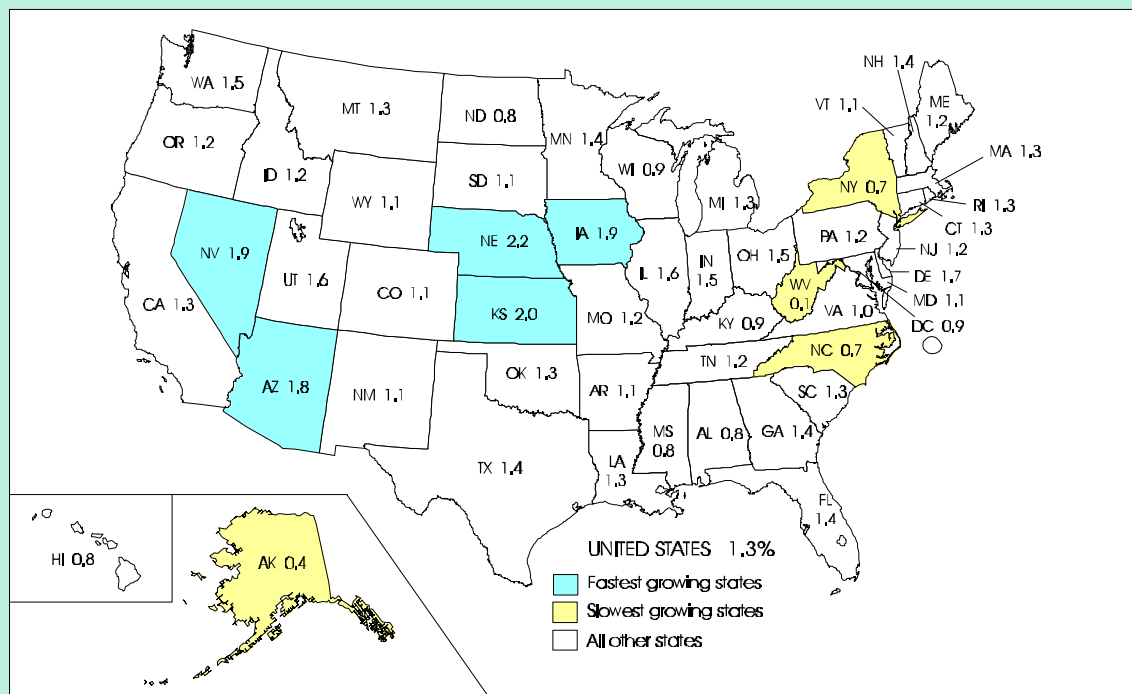 NH 1.4
WA 1.5
MT 1.3
ND 0.8
VT 1.1
ME
1.2
MN 1.4
OR 1.2
MA 1.3
WI 0.9
ID 1.2
SD 1.1
NY 0.7
MI 1.3
WY 1.1
RI 1.3
CT 1.3
IA 1.9
PA 1.2
NE 2.2
NJ 1.2
NV 1.9
OH 1.5
IN
1.5
IL 1.6
DE 1.7
UT 1.6
WV
0.1
CO 1.1
MD 1.1
CA 1.3
VA 1.0
KS 2.0
MO 1.2
KY 0.9
DC 0.9
NC 0.7
TN 1.2
OK 1.3
AZ 1.8
NM 1.1
AR 1.1
SC 1.3
MS
0.8
AL 0.8
GA 1.4
LA
1.3
TX 1.4
FL
1.4
HI 0.8
AK 0.4
UNITED STATES 1.3%
Fastest growing states
Slowest growing states
All other states